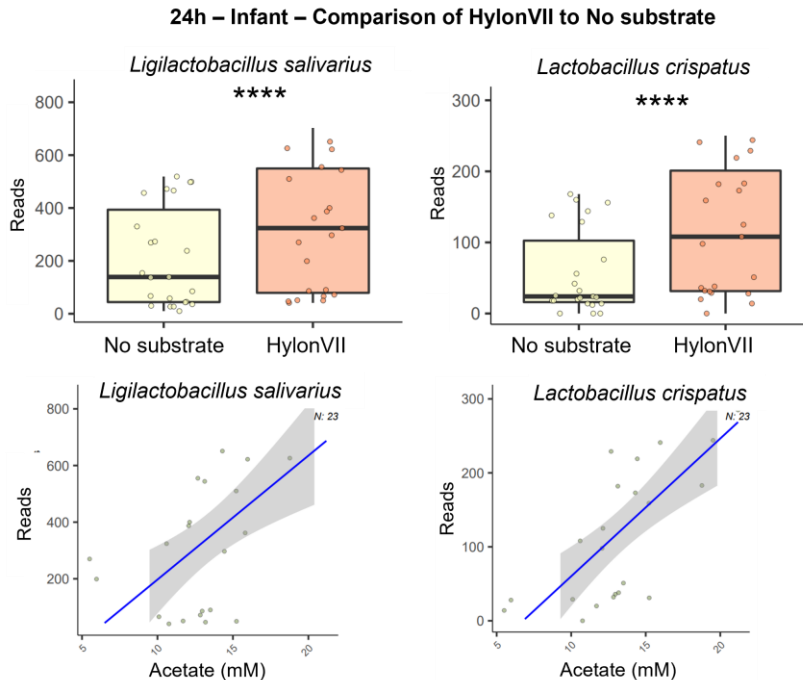 24h – Infant – Comparison of HylonVII to No substrate
Ligilactobacillus salivarius
****
Reads
800
600
400
200
0
No substrate
HylonVII
Lactobacillus crispatus
****
Reads
300
200
100
0
No substrate
HylonVII
Ligilactobacillus salivarius
N: 23
Reads
800
600
400
200
5
10
15
20
Acetate (mM)
Lactobacillus crispatus
N: 23
Reads
300
200
100
0
5
10
15
20
Acetate (mM)